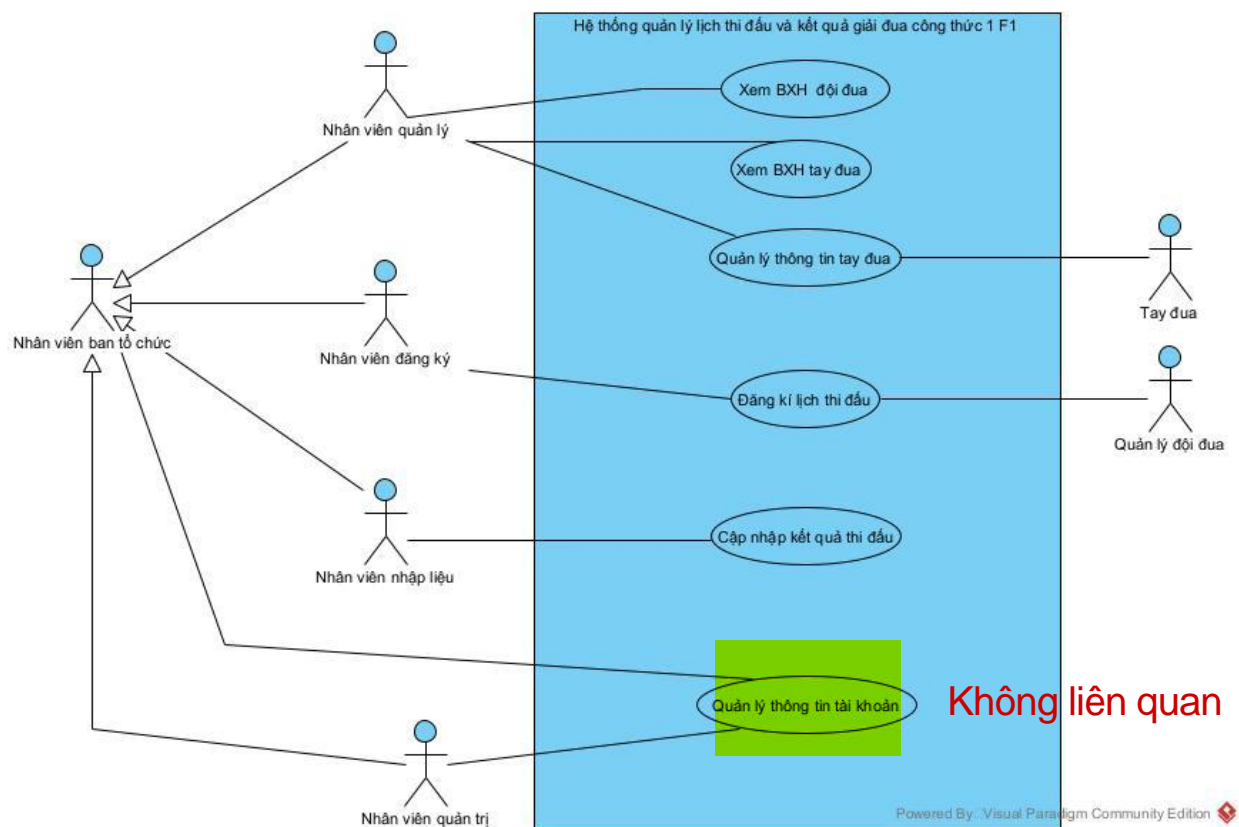 Hệ thống quản lý lịch thi đấu và kết quả giải đua công thức 1 F1
Xem BXH đội đua
Nhân viên quản lý
Xem BXH tay đua
Quản lý thông tin tay đua
Tay đua
Nhân viên ban tổ chức
Nhân viên đăng ký
Đăng kí lịch thi đấu
Quản lý đội đua
Cập nhập kết quả thi đấu
Nhân viên nhập liệu
Quản lý thông tin tài khoản
Không liên quan
Nhân viên quản trị
Powered By: Visual Paradigm Community Edition